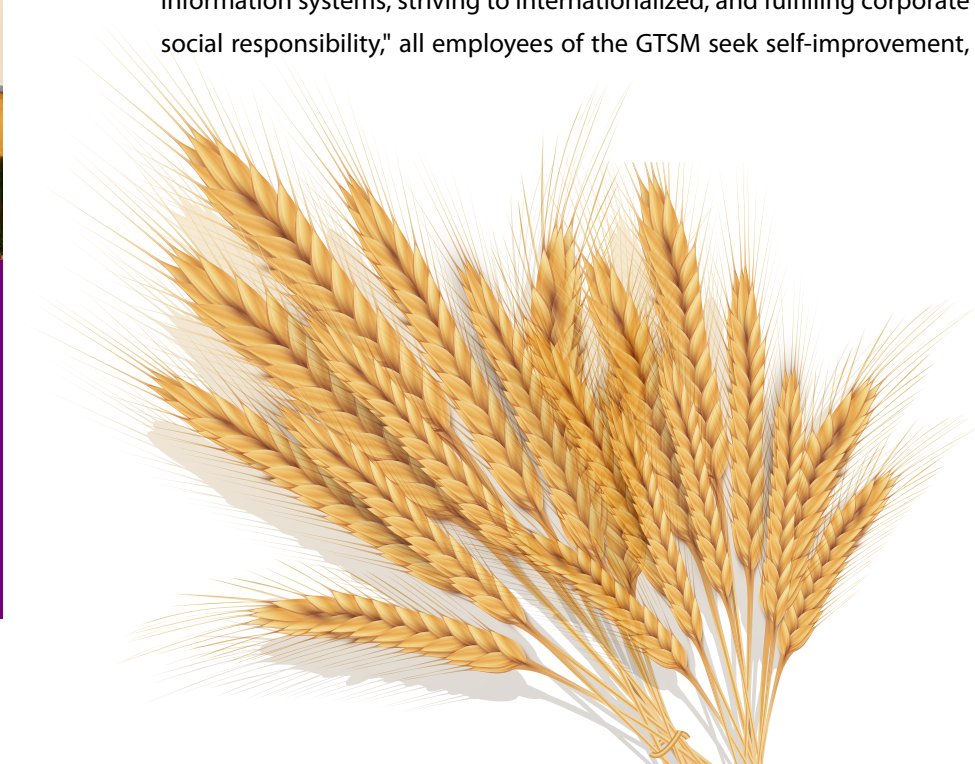 information systems, striving to internationalized, and fulfilling corporate
social responsibility," all employees of the GTSM seek self-improvement,